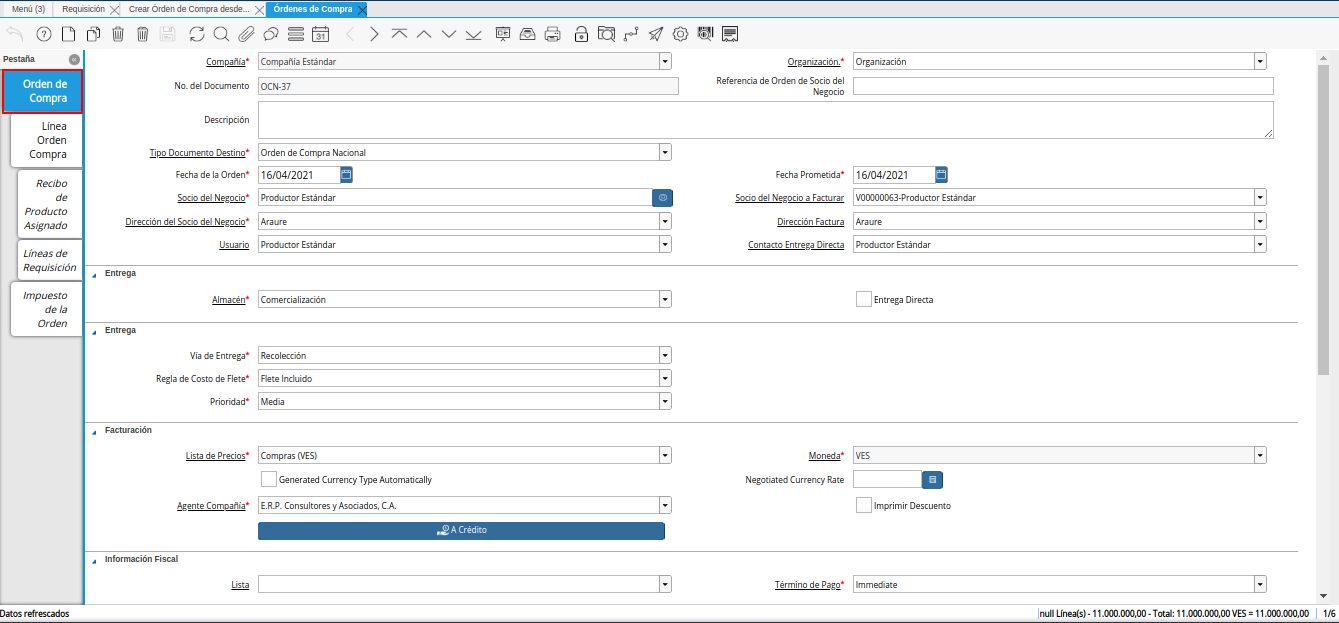 Menú (3) Requisición Crear Orden de Compra desde... Órdenes de Compra
31
Pestaña
Orden de
Compra
Línea
Orden
Compra
Recibo
de
Producto
Asignado
Líneas de
Requisición
Impuesto
de la
Orden
Compañía* Compañía Estándar Organización.* Organización
No. del Documento OCN-37 Referencia de Orden de Socio del
Negocio
Descripción
Tipo Documento Destino* Orden de Compra Nacional
Fecha de la Orden* 16/04/2021 Fecha Prometida* 16/04/2021
Socio del Negocio* Productor Estándar Socio del Negocio a Facturar V00000063-Productor Estándar
Dirección del Socio del Negocio* Araure Dirección Factura Araure
Usuario Productor Estándar Contacto Entrega Directa Productor Estándar
Entrega
Almacén* Comercialización Entrega Directa
Entrega
Vía de Entrega* Recolección
Regla de Costo de Flete* Flete Incluido
Prioridad* Media
Facturación
Lista de Precios* Compras (VES) Moneda* VES
Generated Currency Type Automatically Negotiated Currency Rate
Agente Compañía* E.R.P. Consultores y Asociados, C.A. Imprimir Descuento
A Crédito
Información Fiscal
Lista Término de Pago* Immediate
Datos refrescados null Línea(s) - 11.000.000,00 - Total: 11.000.000,00 VES = 11.000.000,00 1/6